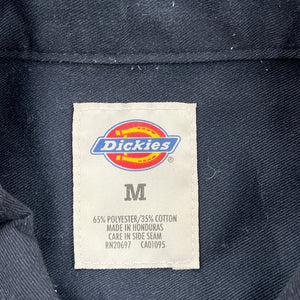 Dickies
®
M
65% POLYESTER/35% COTTON
MADE IN HONDURAS
CARE IN SIDE SEAM
RN20697 CA01095